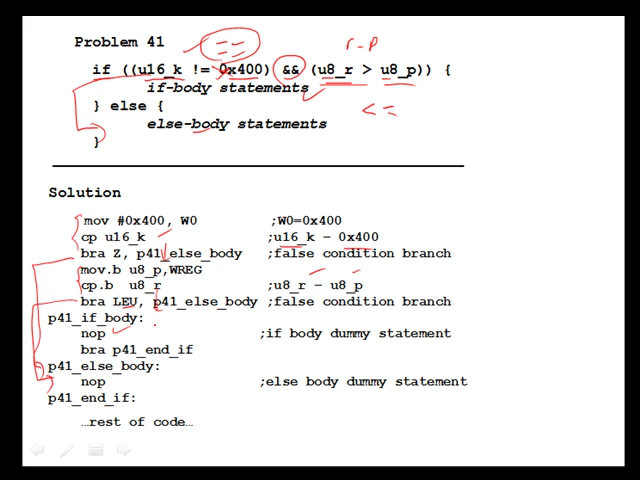 Problem 41
==
r-p
if ((u16_k != 0x400) && (u8_r > u8_p)) {
if-body statements
} else {
<=
else-body statements
}
Solution
mov #0x400, W0 ;W0=0x400
cp u16_k ;u16_k - 0x400
bra Z, p41_else_body ;false condition branch
mov.b u8_p,WREG
cp.b u8_r ;u8_r - u8_p
bra LEU, p41_else_body ;false condition branch
p41_if_body:
nop ;if body dummy statement
bra p41_end_if
p41_else_body:
nop ;else body dummy statement
p41_end_if:
…rest of code…